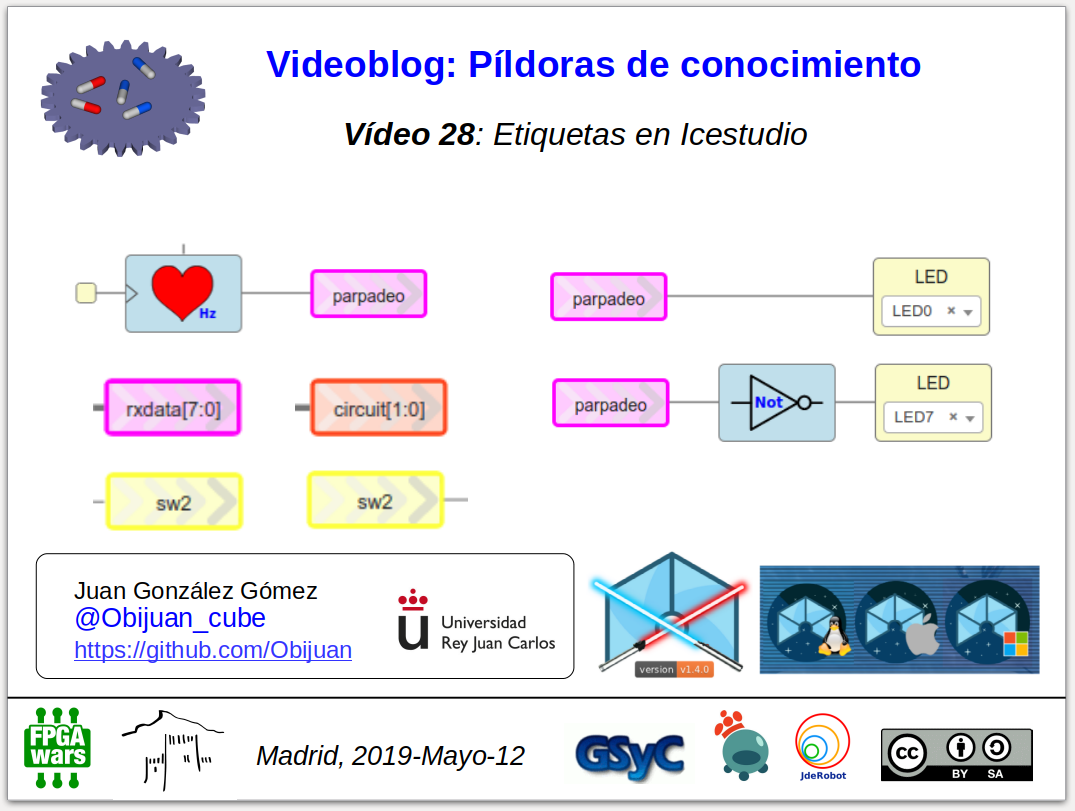 Videoblog: Píldoras de conocimiento
Vídeo 28: Etiquetas en Icestudio
Hz
parpadeo
parpadeo
LED
LED0 × ▾
rxdata[7:0]
circuit[1:0]
parpadeo
Not
LED
LED7 × ▾
sw2
sw2
Juan González Gómez
@Obijuan_cube
https://github.com/Obijuan
u
Universidad
Rey Juan Carlos
version v1.4.0
FPGA
wars
Madrid, 2019-Mayo-12
GSyC
JdeRobot
cc
BY SA